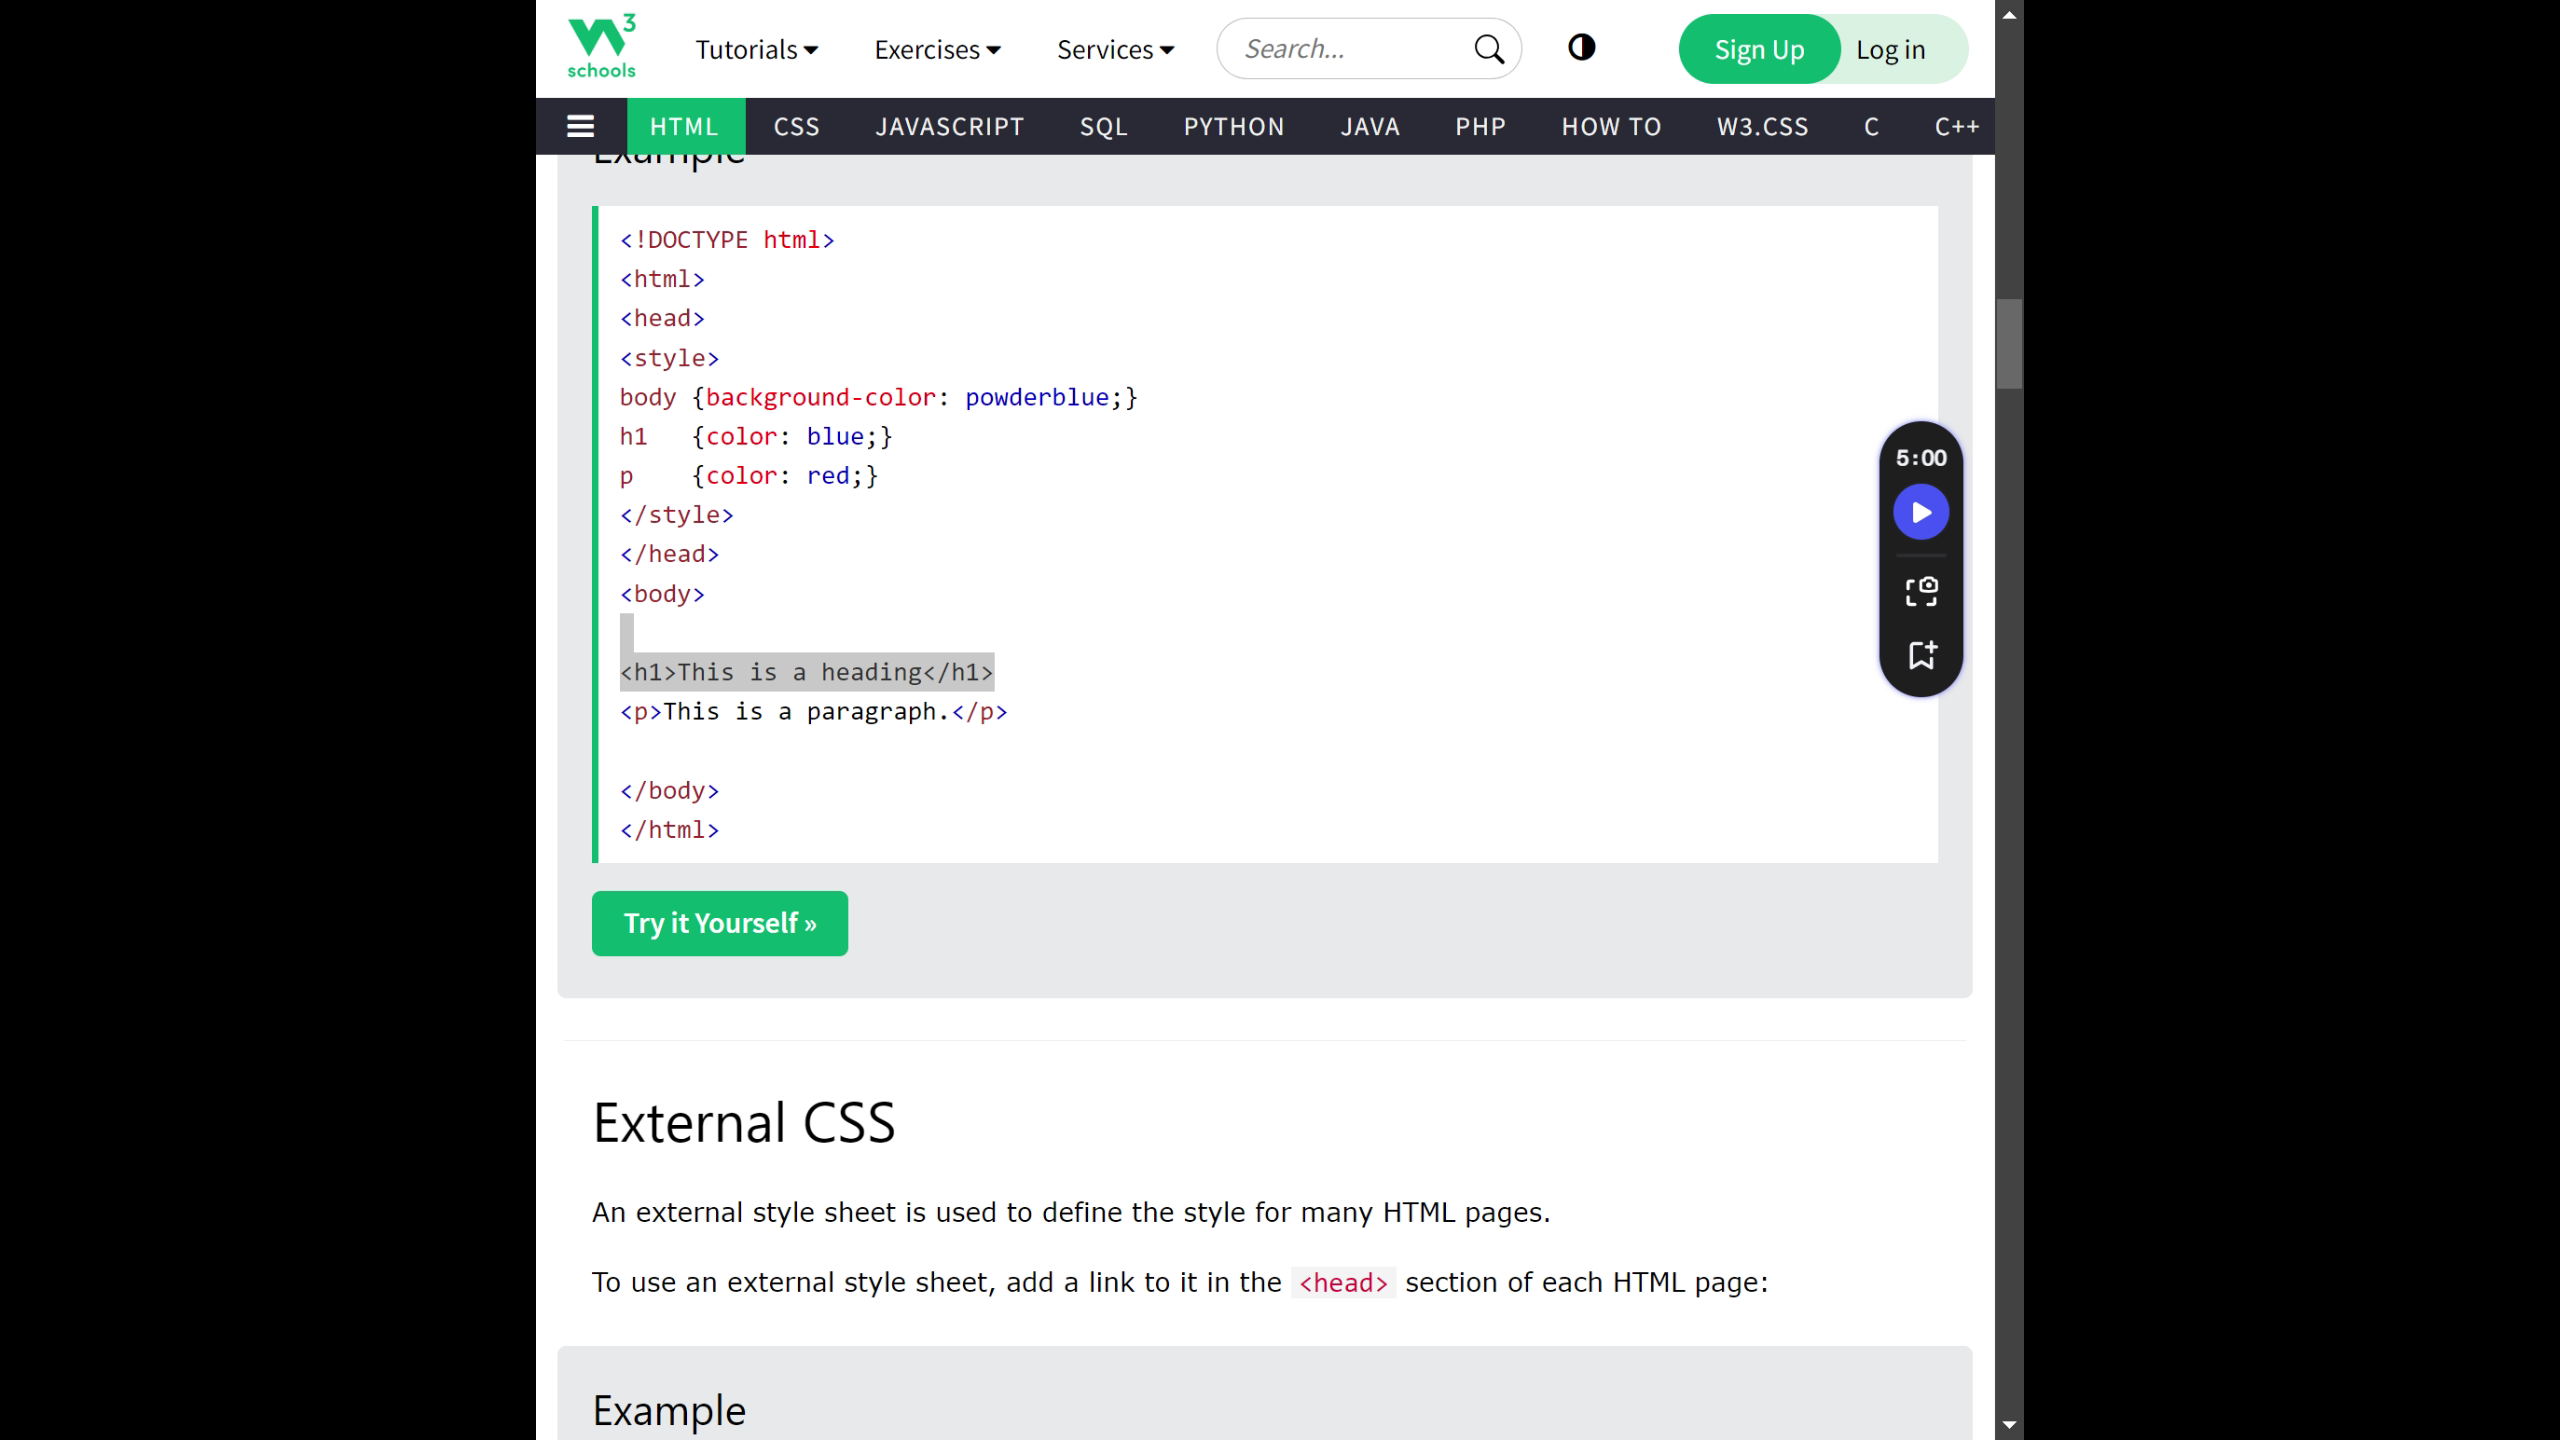 W3 schools
Tutorials Exercises Services Search... Sign Up Log in
HTML CSS JAVASCRIPT SQL PYTHON JAVA PHP HOW TO W3.CSS C C++
Example
<!DOCTYPE html>
<html>
<head>
<style>
body {background-color: powderblue;}
h1   {color: blue;}
p    {color: red;}
</style>
</head>
<body>
<h1>This is a heading</h1>
<p>This is a paragraph.</p>
</body>
</html>
5:00
Try it Yourself »
External CSS
An external style sheet is used to define the style for many HTML pages.
To use an external style sheet, add a link to it in the <head> section of each HTML page:
Example